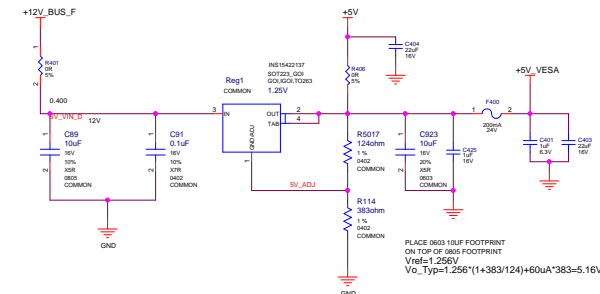 +12V_BUS_F
R401
0R
5%
0.400
5V_VIN_D
12V
1
2
C89
10uF
16V
10%
X5R
0805
COMMON
C91
0.1uF
16V
10%
X7R
0402
COMMON
GND
Reg1
COMMON
INS15422137
SOT223_GOI
GOI,IGOI,TO263
1.25V
3
IN
OUT
TAB
GND/ADJ
2
4
1
5V_ADJ
+5V
C404
22uF
16V
R406
0R
5%
R5017
124ohm
1 %
0402
COMMON
R114
383ohm
1 %
0402
COMMON
GND
C923
10uF
16V
20%
X5R
0603
COMMON
C425
1uF
16V
1
F400
2
200mA
24V
+5V_VESA
C401
1uF
6.3V
C403
22uF
16V
PLACE 0603 10UF FOOTPRINT
ON TOP OF 0805 FOOTPRINT
Vref=1.256V
Vo_Typ=1.256*(1+383/124)+60uA*383=5.16V